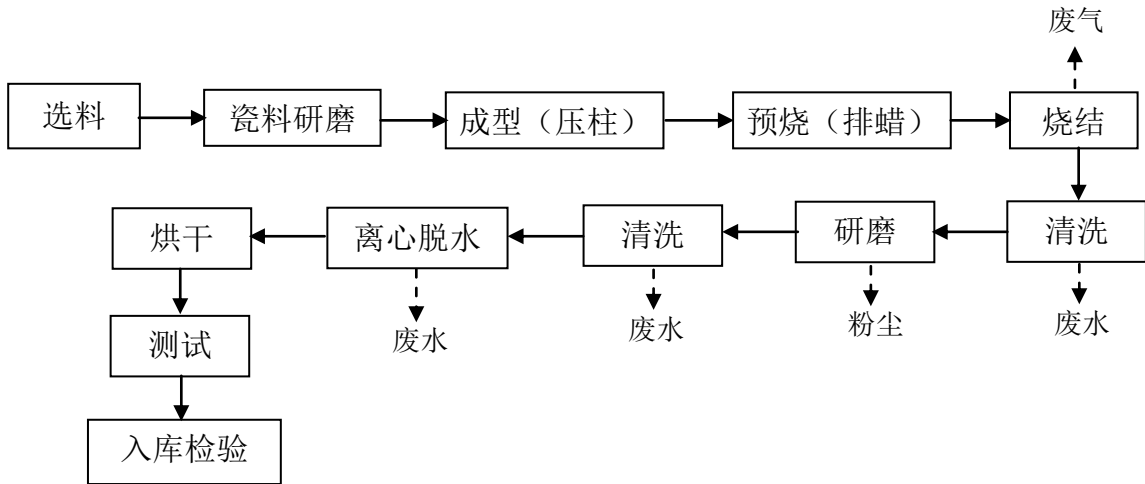 废气
选料
瓷料研磨
成型（压柱）
预烧（排蜡）
烧结
清洗
研磨
清洗
离心脱水
烘干
废水
粉尘
废水
废水
测试
入库检验